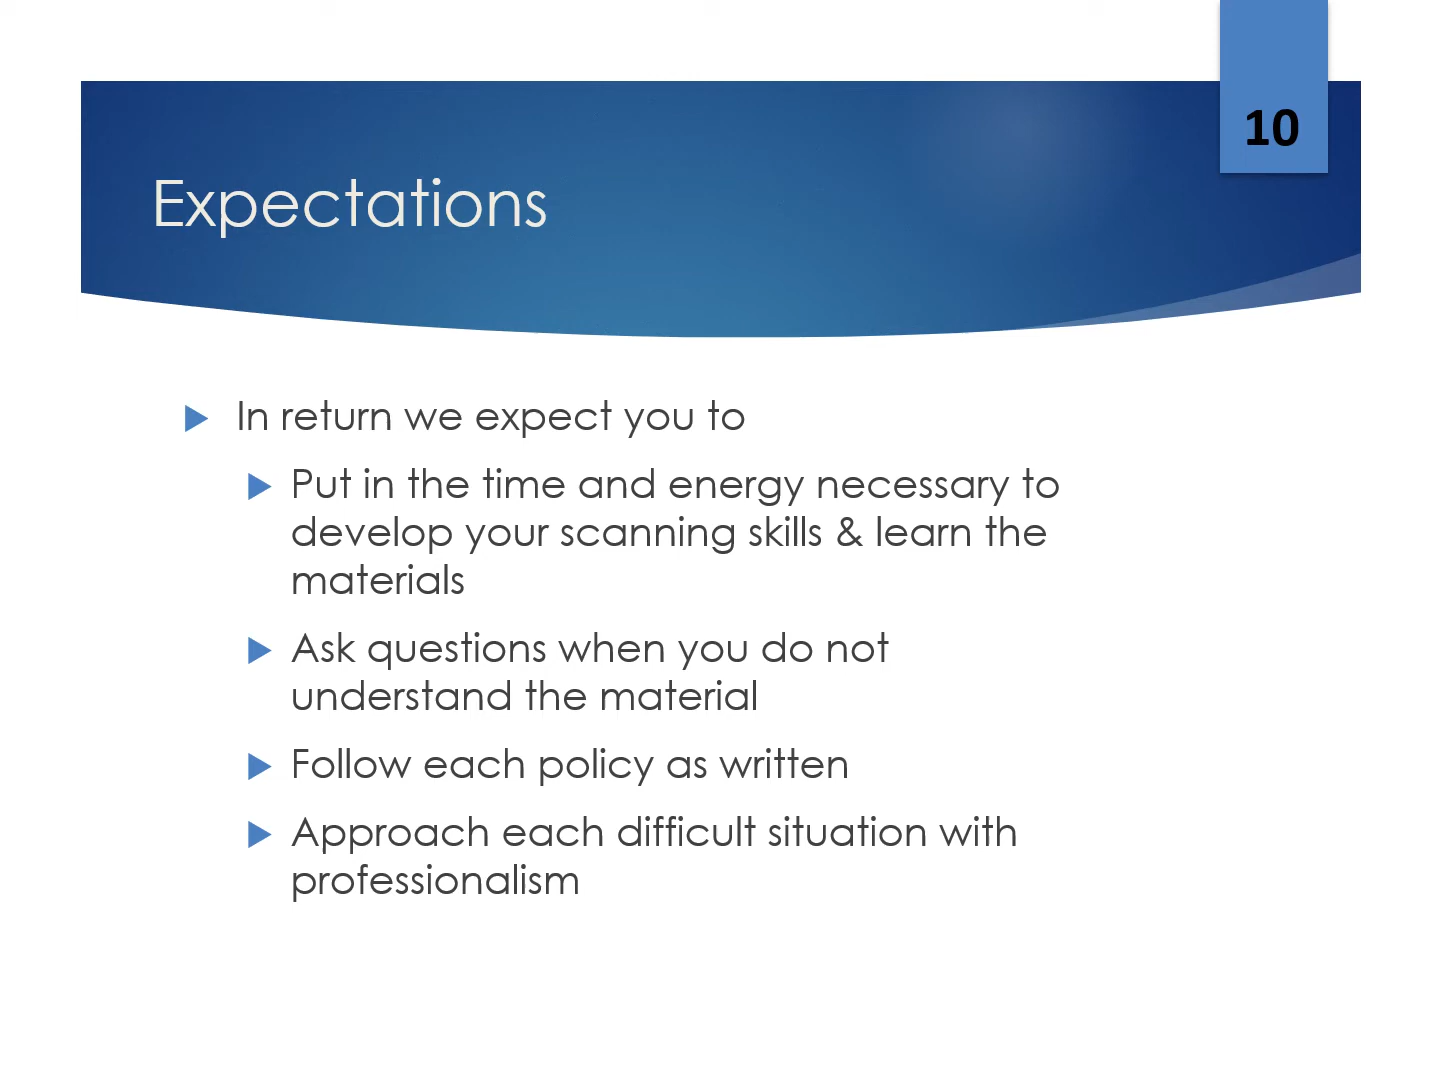 10
Expectations
In return we expect you to
Put in the time and energy necessary to
develop your scanning skills & learn the
materials
Ask questions when you do not
understand the material
Follow each policy as written
Approach each difficult situation with
professionalism